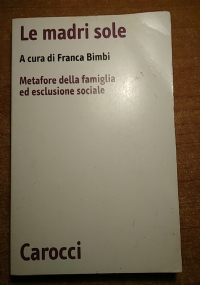 Le madri sole
A cura di Franca Bimbi
Metafore della famiglia
ed esclusione sociale
Carocci